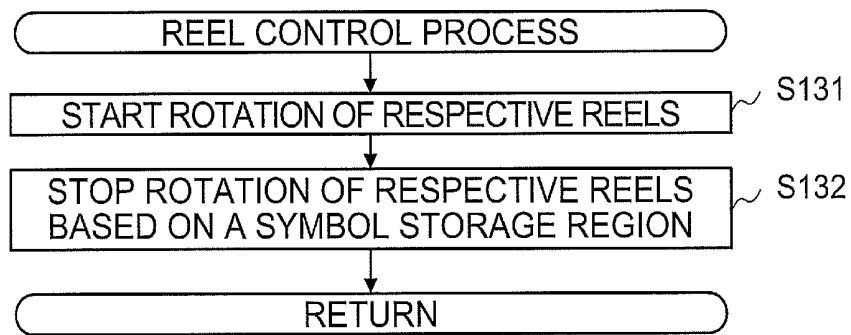 REEL CONTROL PROCESS
START ROTATION OF RESPECTIVE REELS
S131
STOP ROTATION OF RESPECTIVE REELS
BASED ON A SYMBOL STORAGE REGION
S132
RETURN